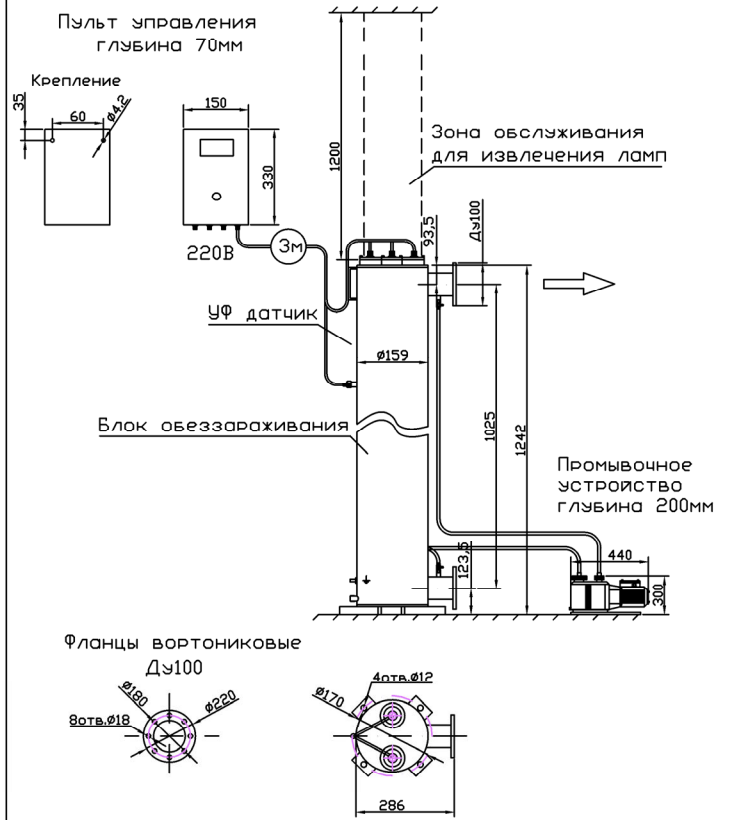 Пульт управления
глубина 70мм
Крепление
35
60
ø4,2
150
330
220В
3м
1200
Зона обслуживания
для извлечения ламп
93,5
Ду100
УФ датчик
ø159
Блок обеззараживания
1025
1242
Промывочное
устройство
глубина 200мм
440
300
123,5
Фланцы вортониковые
Ду100
ø180
ø220
8отв.ø18
4отв.ø12
ø170
286